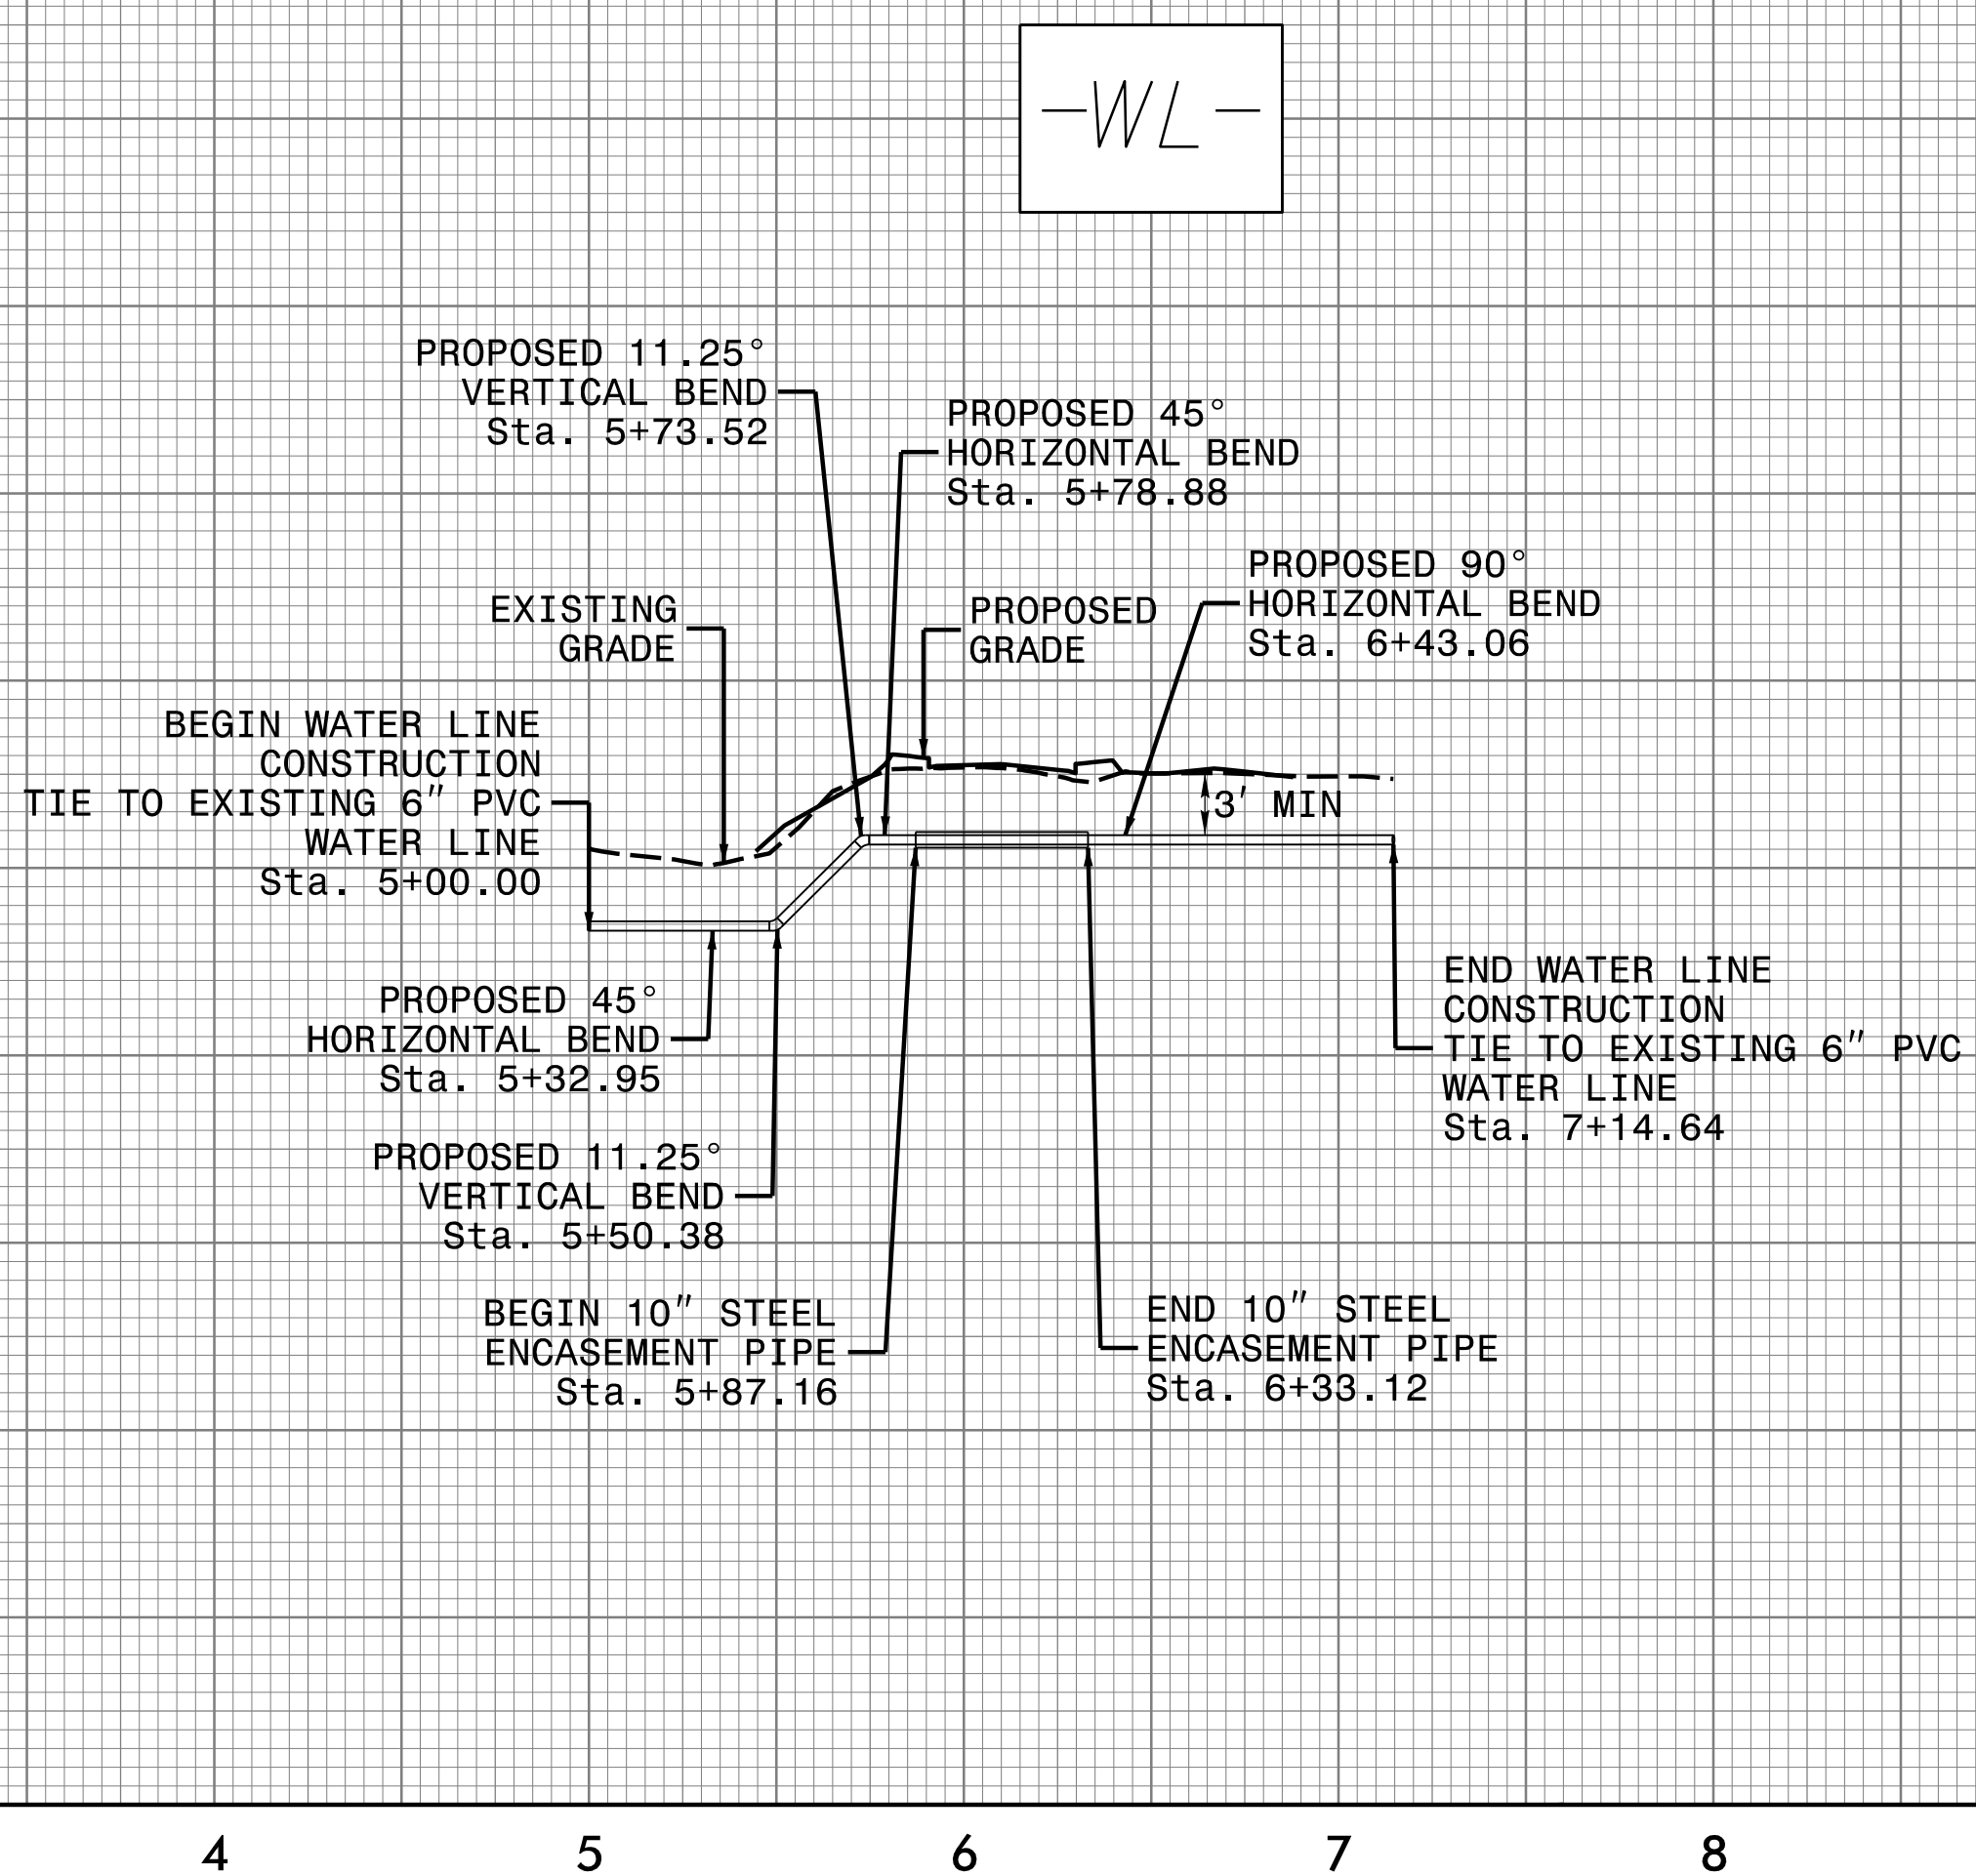 -WL-
PROPOSED 11.25°
VERTICAL BEND
Sta. 5+73.52
PROPOSED 45°
HORIZONTAL BEND
Sta. 5+78.88
PROPOSED 90°
HORIZONTAL BEND
Sta. 6+43.06
EXISTING
GRADE
PROPOSED
GRADE
BEGIN WATER LINE
CONSTRUCTION
TIE TO EXISTING 6" PVC
WATER LINE
Sta. 5+00.00
3' MIN
PROPOSED 45°
HORIZONTAL BEND
Sta. 5+32.95
END WATER LINE
CONSTRUCTION
TIE TO EXISTING 6" PVC
WATER LINE
Sta. 7+14.64
PROPOSED 11.25°
VERTICAL BEND
Sta. 5+50.38
BEGIN 10" STEEL
ENCASEMENT PIPE
Sta. 5+87.16
END 10" STEEL
ENCASEMENT PIPE
Sta. 6+33.12
4 5 6 7 8